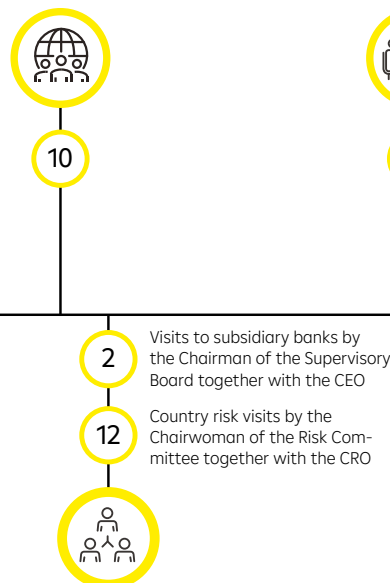 10
2
Visits to subsidiary banks by
the Chairman of the Supervisory
Board together with the CEO
12
Country risk visits by the
Chairwoman of the Risk Com-
mittee together with the CRO